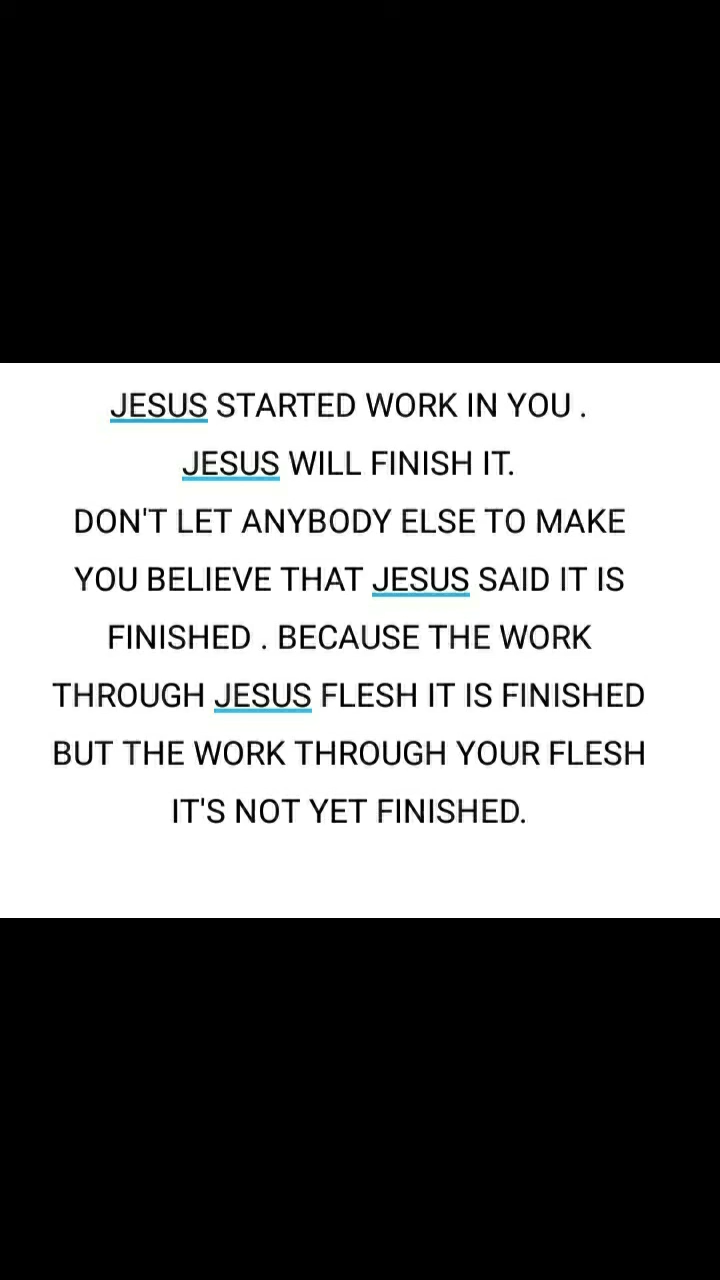 JESUS STARTED WORK IN YOU .
JESUS WILL FINISH IT.
DON'T LET ANYBODY ELSE TO MAKE
YOU BELIEVE THAT JESUS SAID IT IS
FINISHED . BECAUSE THE WORK
THROUGH JESUS FLESH IT IS FINISHED
BUT THE WORK THROUGH YOUR FLESH
IT'S NOT YET FINISHED.